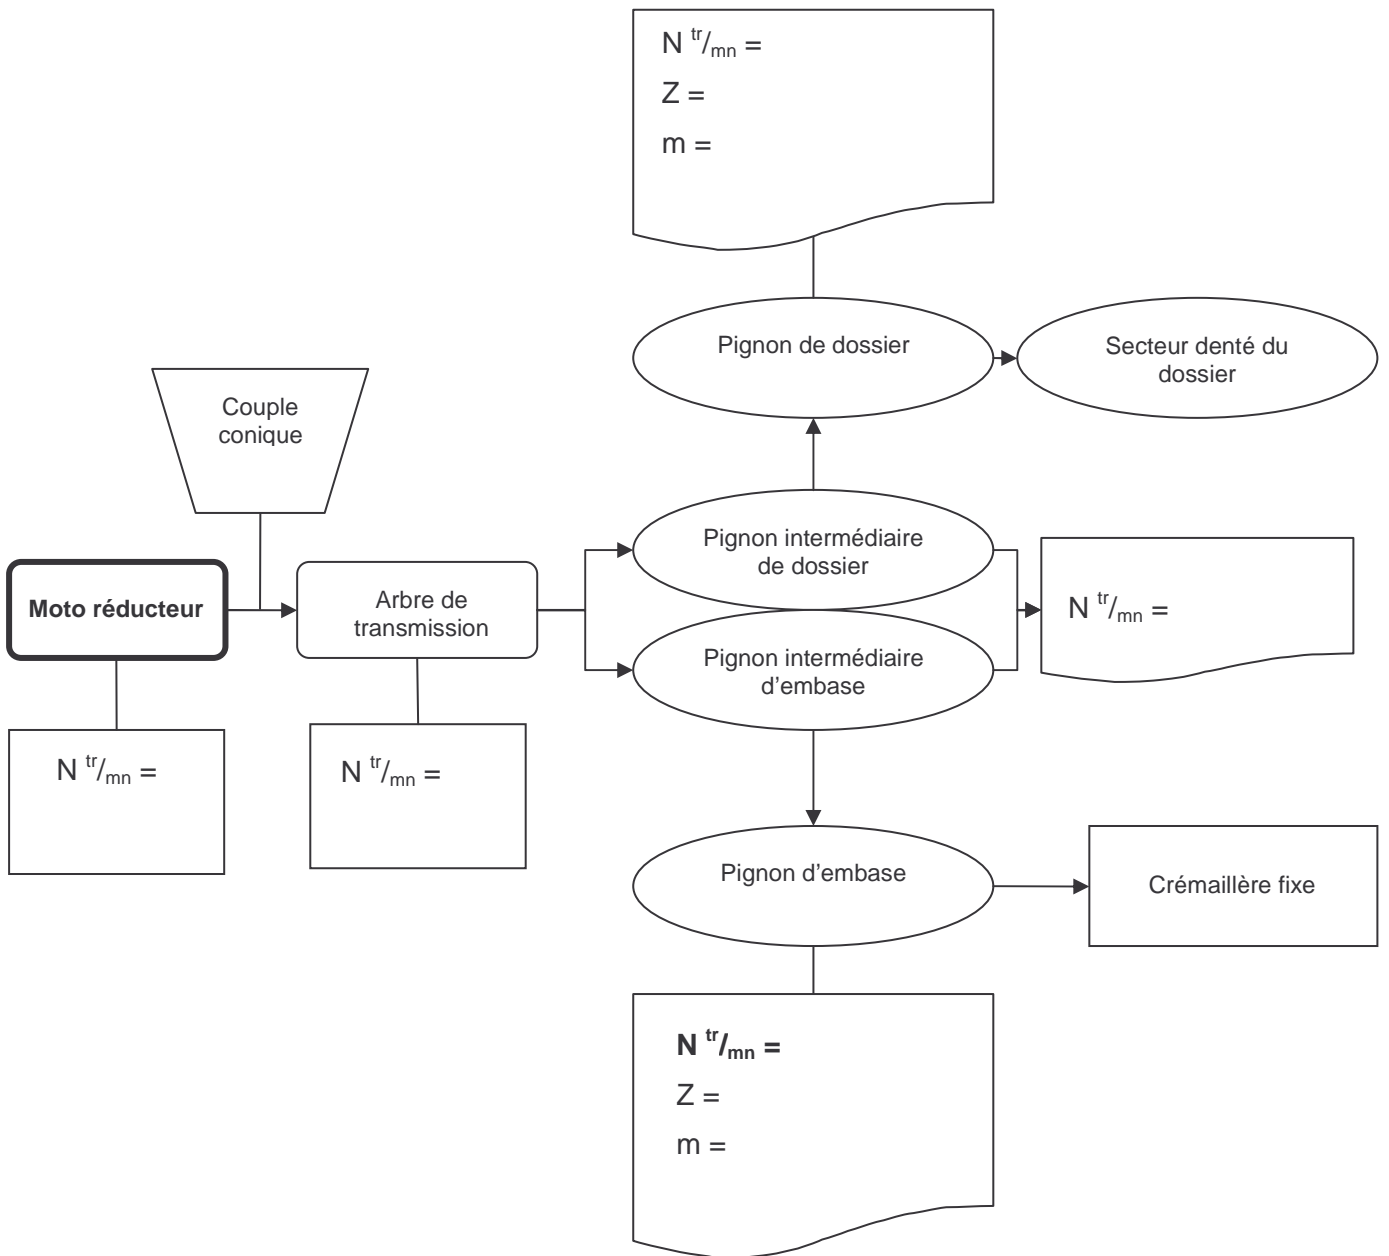 N tr/mn =
Z =
m =
Pignon de dossier
Secteur denté du
dossier
Couple
conique
Pignon intermédiaire
de dossier
Moto réducteur
Arbre de
transmission
N tr/mn =
Pignon intermédiaire
d’embase
N tr/mn =
N tr/mn =
Pignon d’embase
Crémaillère fixe
N tr/mn =
Z =
m =